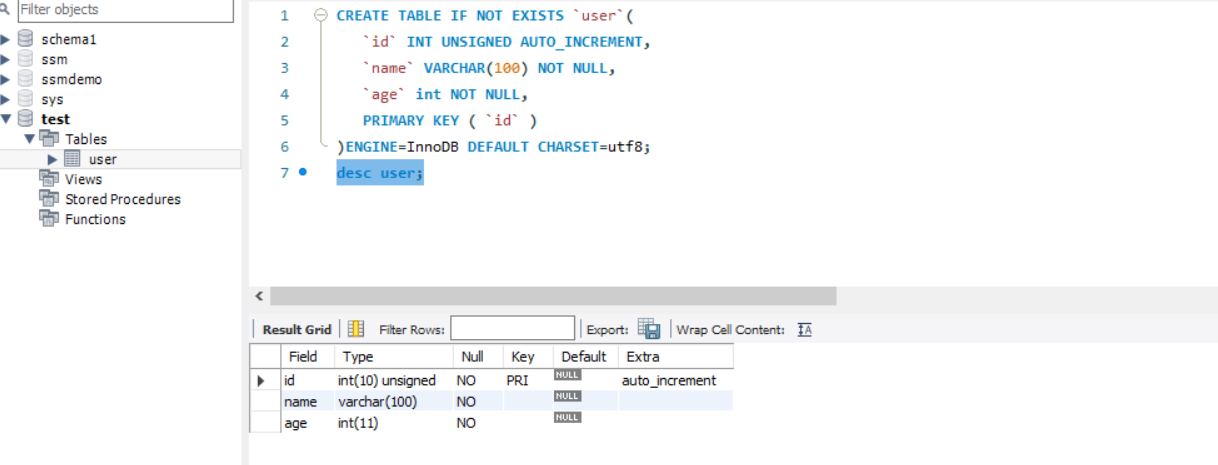 Filter objects
schema1
ssm
ssmdemo
sys
test
Tables
user
Views
Stored Procedures
Functions
1 CREATE TABLE IF NOT EXISTS `user`(
2 `id` INT UNSIGNED AUTO_INCREMENT,
3 `name` VARCHAR(100) NOT NULL,
4 `age` int NOT NULL,
5 PRIMARY KEY ( `id` )
6 )ENGINE=InnoDB DEFAULT CHARSET=utf8;
7 desc user;
Result Grid Filter Rows: Export: Wrap Cell Content: IA
Field Type Null Key Default Extra
id int(10) unsigned NO PRI NULL auto_increment
name varchar(100) NO NULL
age int(11) NO NULL